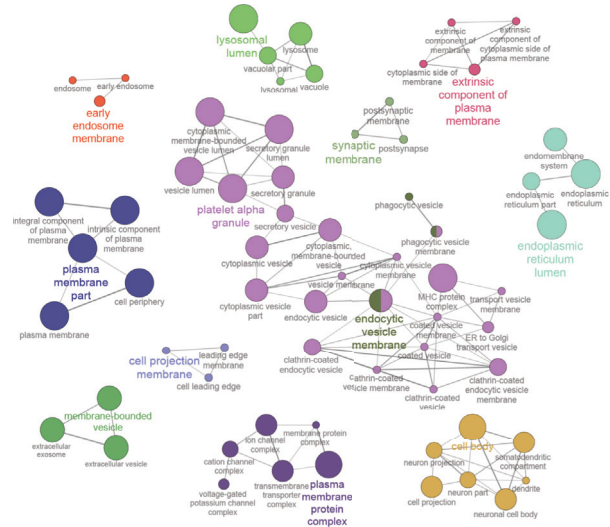 lysosomal
lumen
lysosome
vacuolar part
lysosomal
vacuole
extrinsic
component of
membrane
extrinsic
component of
cytoplasmic side of
plasma membrane
cytoplasmic side of
membrane
extrinsic
component of
plasma membrane
endosome
early endosome
early
endosome
membrane
cytoplasmic
membrane-bounded
vesicle lumen
secretory granule
lumen
vesicle lumen
secretory granule
platelet alpha
granule
secretory vesicle
postsynaptic
membrane
postsynapse
synaptic
membrane
endomembrane
system
endoplasmic
reticulum part
endoplasmic
reticulum
endoplasmic
reticulum
lumen
integral component
of plasma
membrane
intrinsic component
of plasma
membrane
plasma
membrane
part
cell periphery
plasma membrane
phagocytic vesicle
phagocytic vesicle
membrane
cytoplasmic vesicle
cytoplasmic,
membrane-bounded
vesicle
cytoplasmic vesicle
membrane
vesicle membrane
cytoplasmic vesicle
part
endocytic vesicle
endocytic
vesicle
membrane
MHC protein
complex
transport vesicle
membrane
coated vesicle
membrane
ER to Golgi
transport vesicle
coated vesicle
clathrin-coated
endocytic vesicle
cathrin-coated
vesicle membrane
clathrin-coated
vesicle
clathrin-coated
endocytic vesicle
membrane
leading edge
membrane
cell projection
membrane
cell leading edge
membrane-bounded
vesicle
extracellular
exosome
extracellular vesicle
ion channel
complex
membrane protein
complex
cation channel
complex
voltage-gated
potassium channel
complex
transmembrane
transporter
complex
plasma
membrane
protein
complex
cell body
neuron projection
somatodendritic
compartment
cell projection
neuron part
dendrite
neuronal cell body